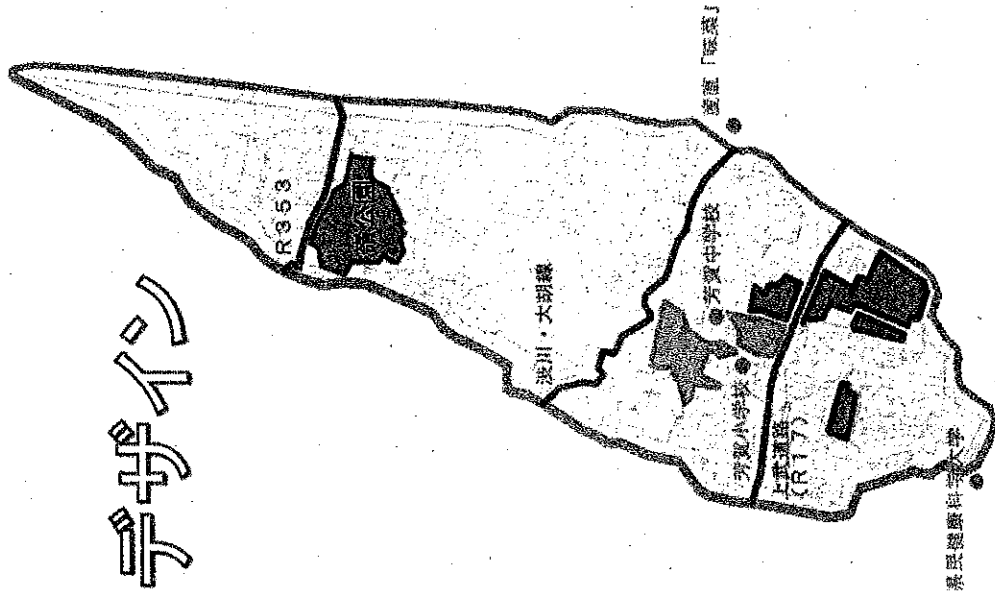 デザイン
R353
渋川・大胡線
芳賀中学校
芳賀小学校
上武道路
(R17)
県民健康科学大学